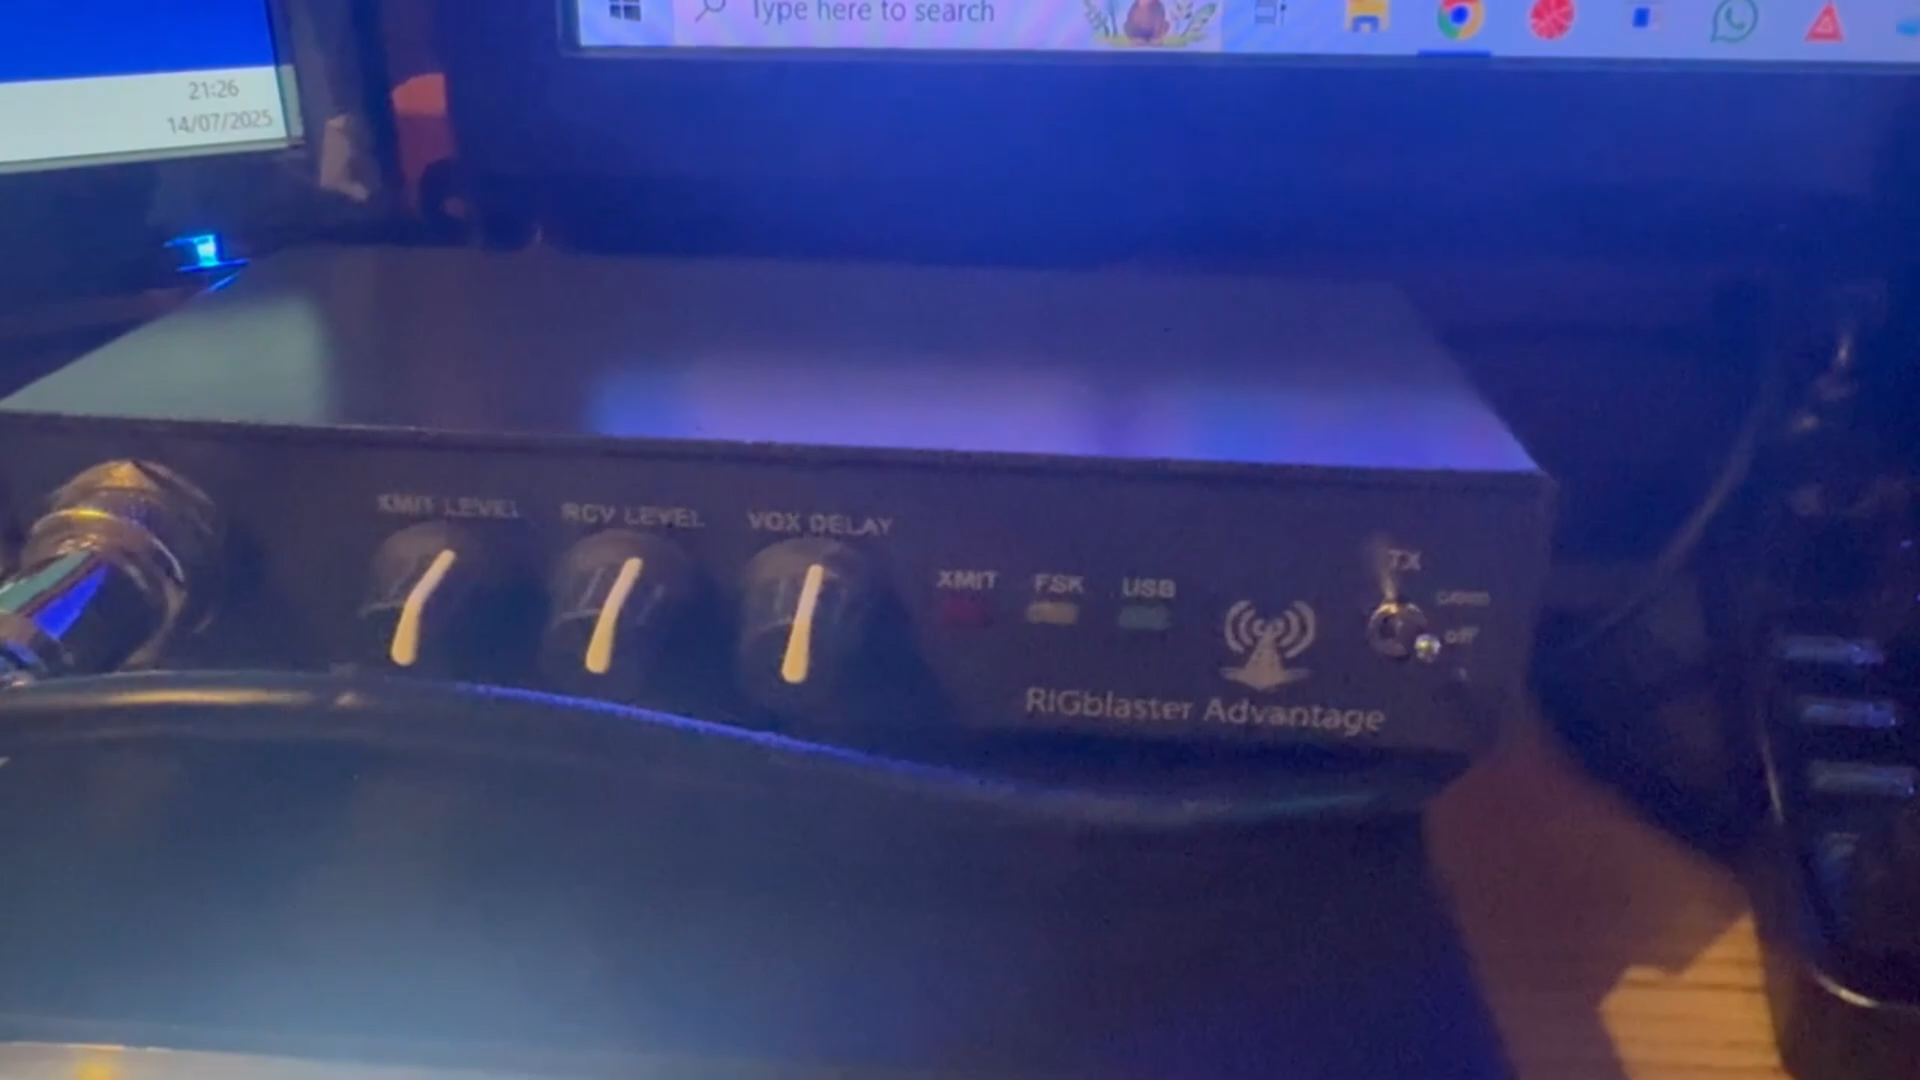 Type here to search
21:26
14/07/2025
XMIT LEVEL
RCV LEVEL
VOX DELAY
XMIT
FSK
USB
TX
off
RIGblaster Advantage